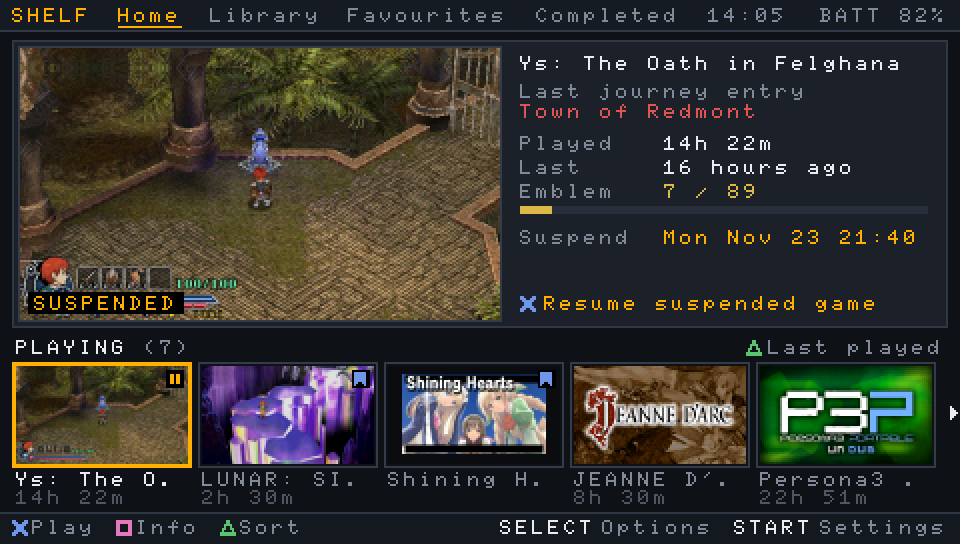 SHELF Home Library Favourites Completed 14:05 BATT 82%
Ys: The Oath in Felghana
Last journey entry
Town of Redmont
Played 14h 22m
Last 16 hours ago
Emblem 7 / 89
Suspend Mon Nov 23 21:40
100/100
SUSPENDED
Resume suspended game
PLAYING (7) Last played
Shining Hearts
JEANNE D'ARC
P3P
PERSONA3 PORTABLE
Ys: The O. LUNAR: SI. Shining H. JEANNE D'. Persona3 .
14h 22m 2h 30m 8h 30m 22h 51m
Play Info Sort SELECT Options START Settings